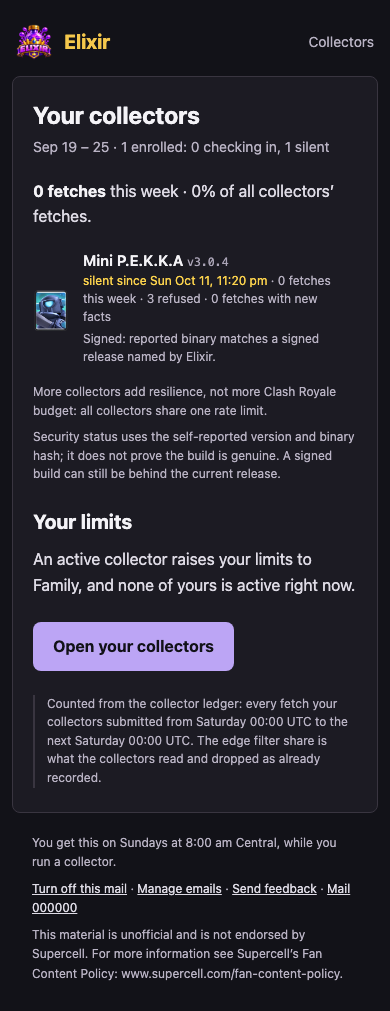 ELIXIR
Elixir
Collectors
Your collectors
Sep 19 – 25 · 1 enrolled: 0 checking in, 1 silent
0 fetches this week · 0% of all collectors’
fetches.
Mini P.E.K.K.A v3.0.4
silent since Sun Oct 11, 11:20 pm · 0 fetches
this week · 3 refused · 0 fetches with new
facts
Signed: reported binary matches a signed
release named by Elixir.
More collectors add resilience, not more Clash Royale
budget: all collectors share one rate limit.
Security status uses the self-reported version and binary
hash; it does not prove the build is genuine. A signed
build can still be behind the current release.
Your limits
An active collector raises your limits to
Family, and none of yours is active right now.
Open your collectors
Counted from the collector ledger: every fetch your
collectors submitted from Saturday 00:00 UTC to the
next Saturday 00:00 UTC. The edge filter share is
what the collectors read and dropped as already
recorded.
You get this on Sundays at 8:00 am Central, while you
run a collector.
Turn off this mail · Manage emails · Send feedback · Mail
000000
This material is unofficial and is not endorsed by
Supercell. For more information see Supercell’s Fan
Content Policy: www.supercell.com/fan-content-policy.